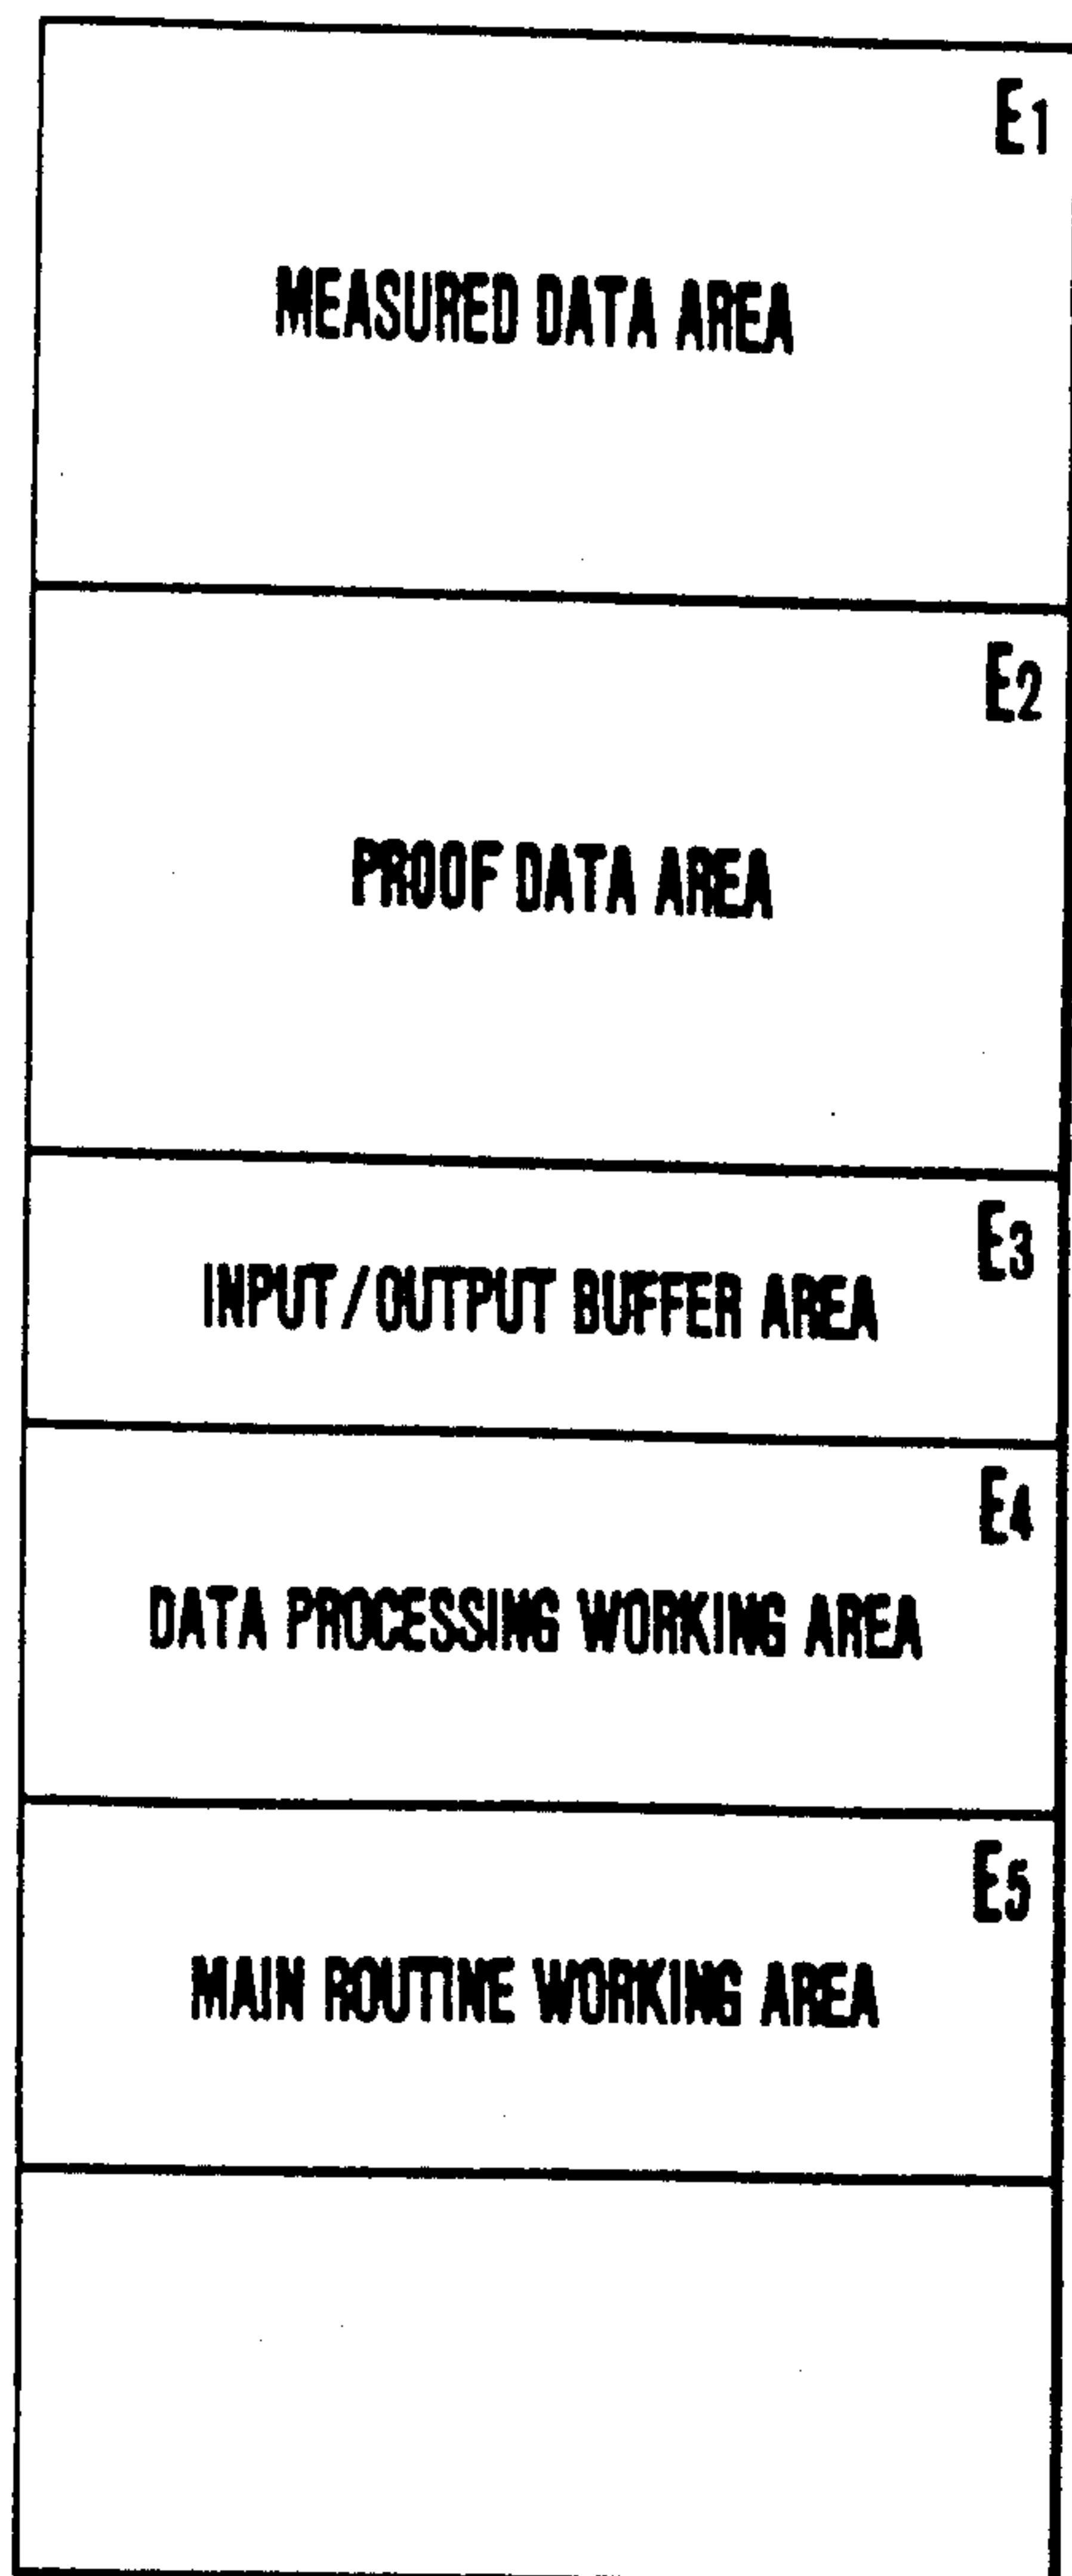 E1
MEASURED DATA AREA
E2
PROOF DATA AREA
E3
INPUT/OUTPUT BUFFER AREA
E4
DATA PROCESSING WORKING AREA
E5
MAIN ROUTINE WORKING AREA